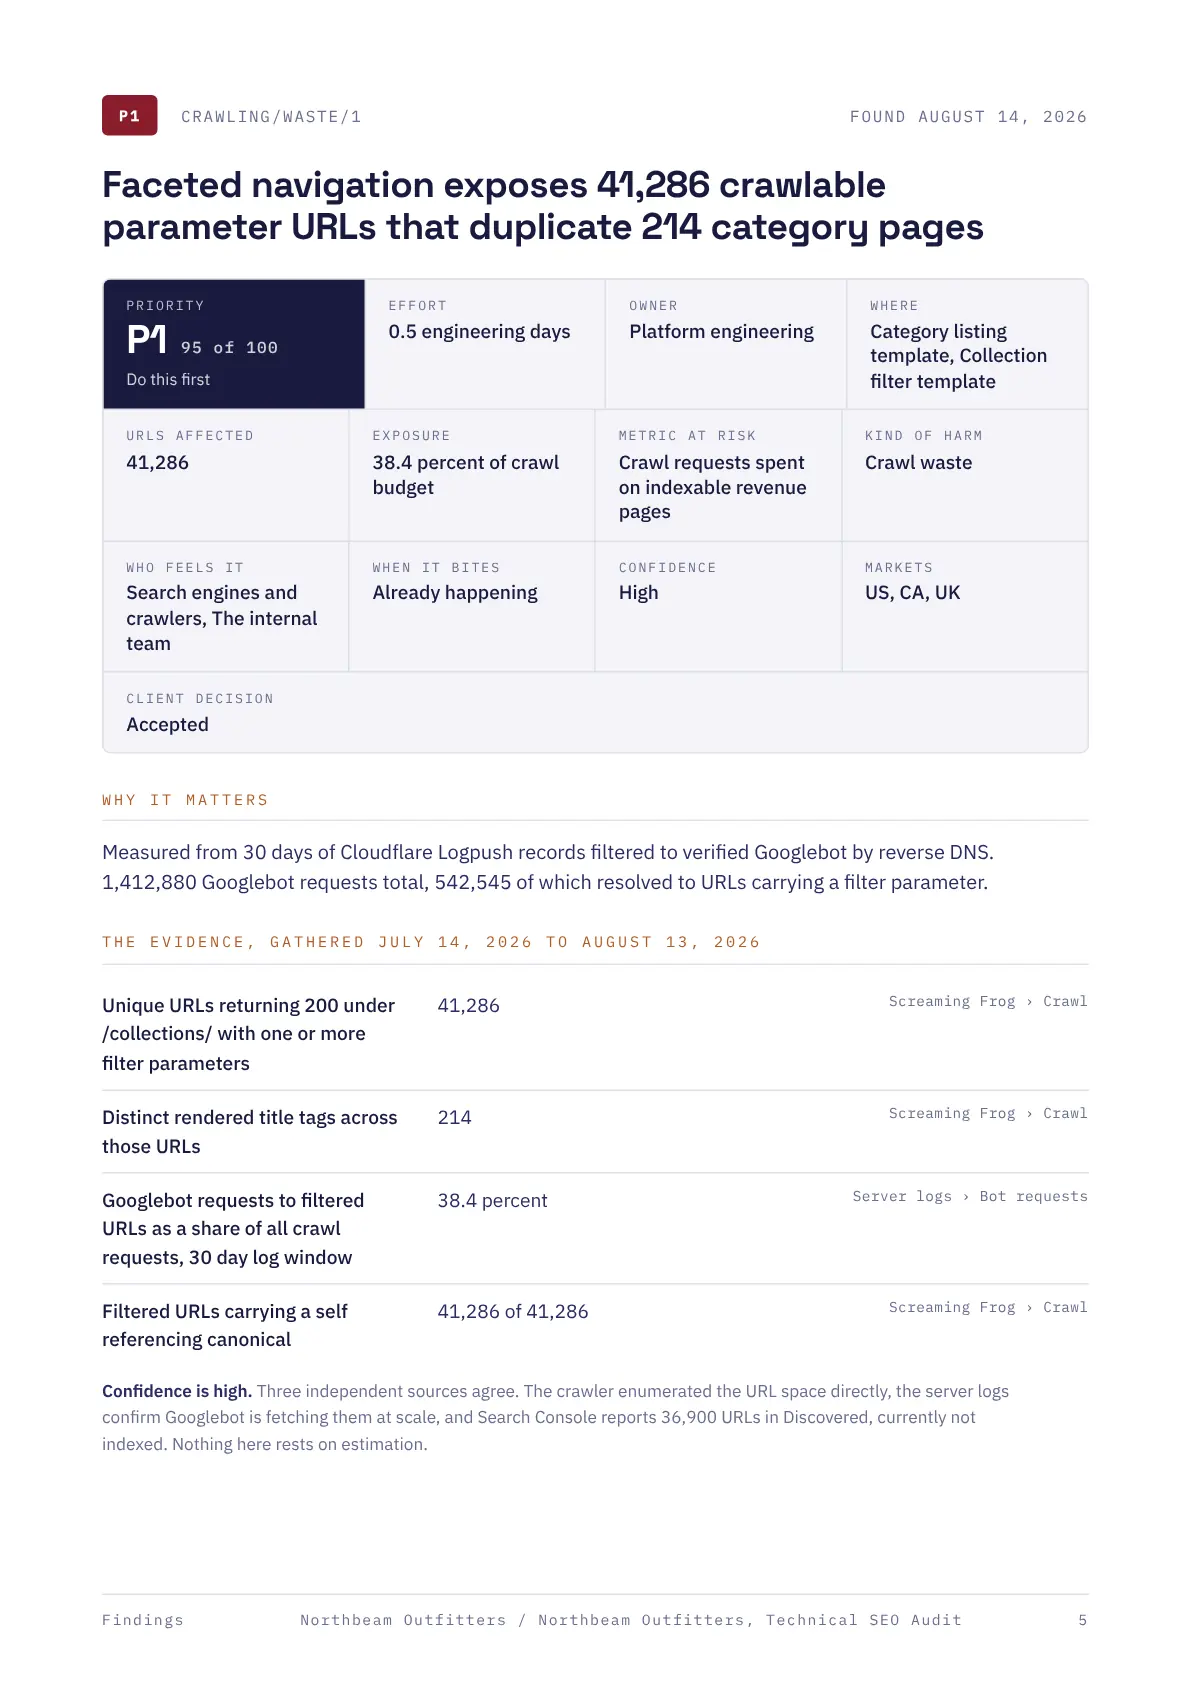 P1 CRAWLING/WASTE/1 FOUND AUGUST 14, 2026
Faceted navigation exposes 41,286 crawlable
parameter URLs that duplicate 214 category pages
PRIORITY
P1 95 of 100
Do this first
EFFORT
0.5 engineering days
OWNER
Platform engineering
WHERE
Category listing
template, Collection
filter template
URLS AFFECTED
41,286
EXPOSURE
38.4 percent of crawl
budget
METRIC AT RISK
Crawl requests spent
on indexable revenue
pages
KIND OF HARM
Crawl waste
WHO FEELS IT
Search engines and
crawlers, The internal
team
WHEN IT BITES
Already happening
CONFIDENCE
High
MARKETS
US, CA, UK
CLIENT DECISION
Accepted
WHY IT MATTERS
Measured from 30 days of Cloudflare Logpush records filtered to verified Googlebot by reverse DNS.
1,412,880 Googlebot requests total, 542,545 of which resolved to URLs carrying a filter parameter.
THE EVIDENCE, GATHERED JULY 14, 2026 TO AUGUST 13, 2026
Unique URLs returning 200 under
/collections/ with one or more
filter parameters
41,286
Screaming Frog › Crawl
Distinct rendered title tags across
those URLs
214
Screaming Frog › Crawl
Googlebot requests to filtered
URLs as a share of all crawl
requests, 30 day log window
38.4 percent
Server logs › Bot requests
Filtered URLs carrying a self
referencing canonical
41,286 of 41,286
Screaming Frog › Crawl
Confidence is high. Three independent sources agree. The crawler enumerated the URL space directly, the server logs
confirm Googlebot is fetching them at scale, and Search Console reports 36,900 URLs in Discovered, currently not
indexed. Nothing here rests on estimation.
Findings Northbeam Outfitters / Northbeam Outfitters, Technical SEO Audit 5